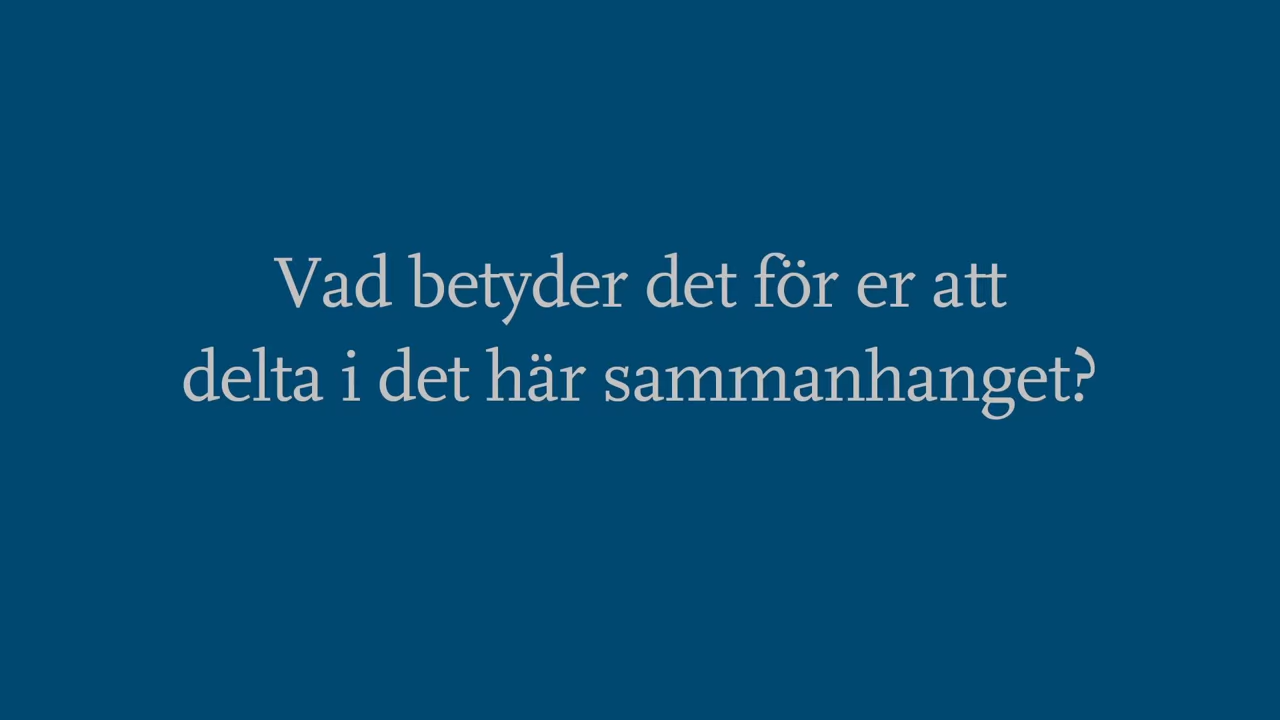 Vad betyder det för er att
delta i det här sammanhanget?